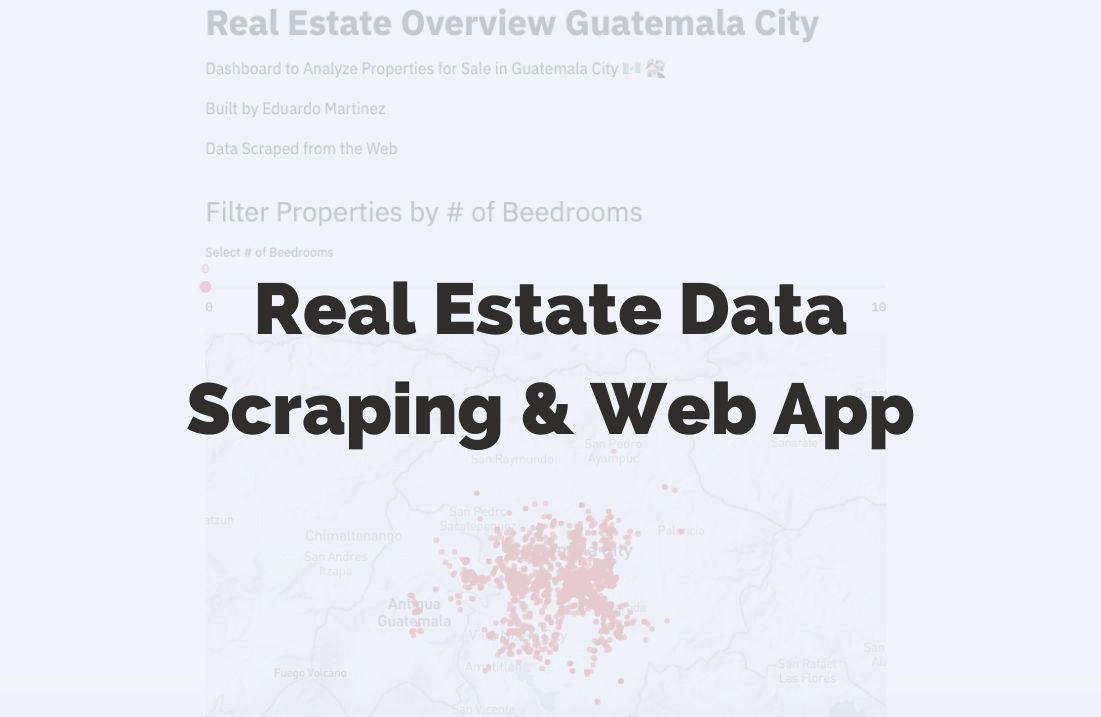 Real Estate Overview Guatemala City
Dashboard to Analyze Properties for Sale in Guatemala City
Built by Eduardo Martinez
Data Scraped from the Web
Filter Properties by # of Beedrooms
Select # of Beedrooms
0
0
10
Real Estate Data
Scraping & Web App
San Pedro
Ayampuc
Sanarate
San Raymundo
San Pedro
Sacatepequez
atzun
Palencia
Chimaltenango
San Andres
Itzapa
City
Antigua
Guatemala
Amatitlan
San Rafael
Las Flores
Fuego Volcano
San Vicente